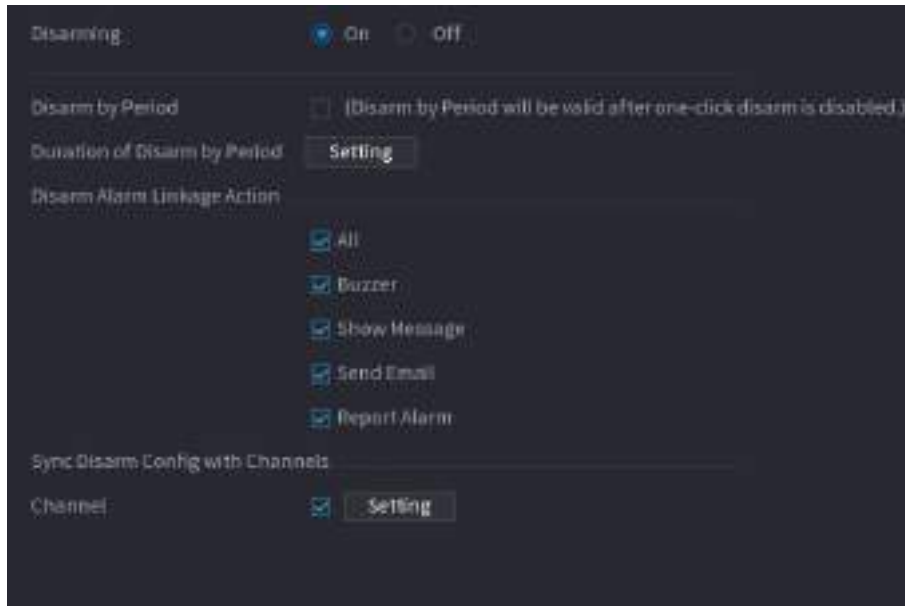 Disarming On Off
Disarm by Period (Disarm by Period will be valid after one-click disarm is disabled.)
Duration of Disarm by Period Setting
Disarm Alarm Linkage Action
All
Buzzer
Show Message
Send Email
Report Alarm
Sync Disarm Config with Channels
Channel Setting